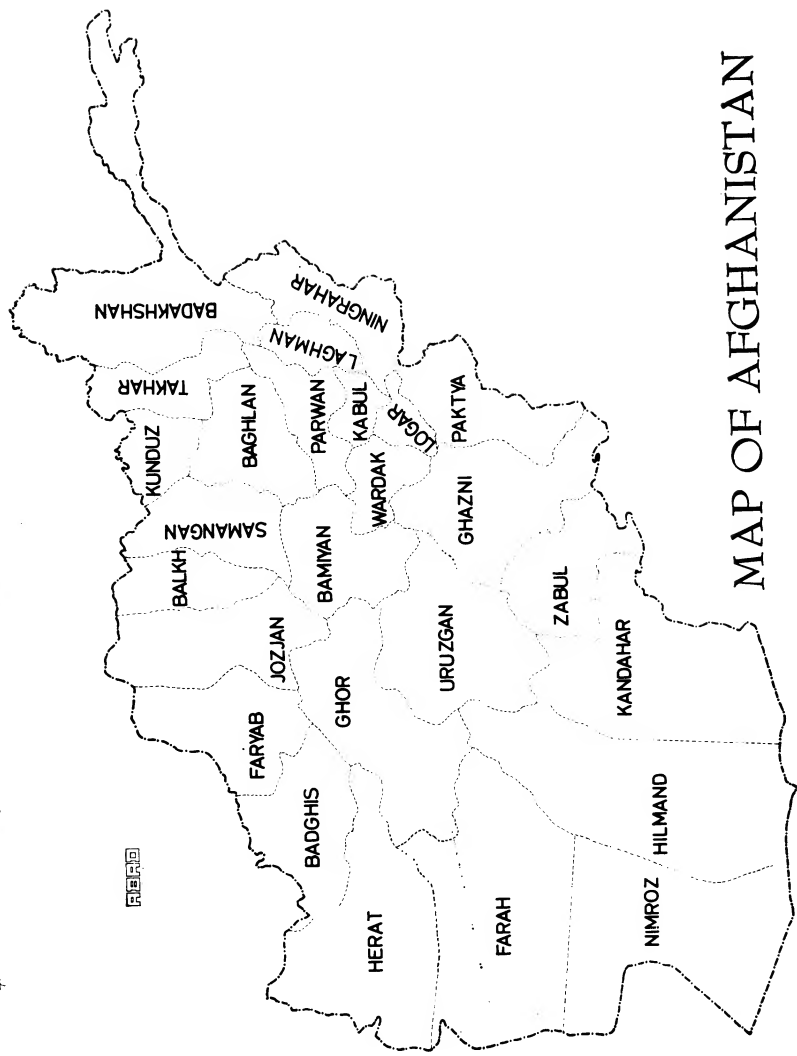 BADAKHSHAN
TAKHAR
KUNDUZ
BAGHLAN
NINGRAHAR
LAGHMAN
PARWAN
KABUL
LOGAR
PAKTYA
WARDAK
SAMANGAN
BALKH
BAMIYAN
GHAZNI
JOZJAN
ZABUL
URUZGAN
GHOR
FARYAB
KANDAHAR
BADGHIS
HILMAND
HERAT
FARAH
NIMROZ
RBRD
MAP OF AFGHANISTAN